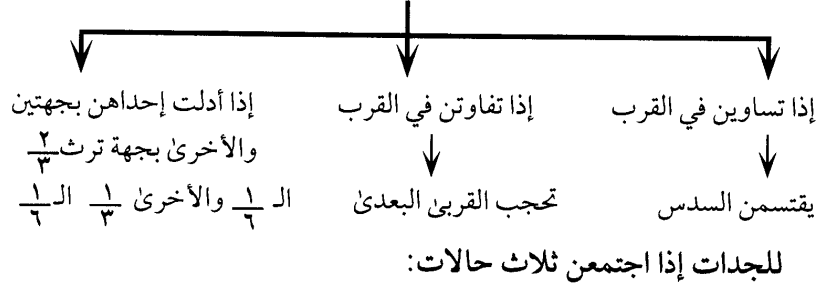 إذا تساوين في القرب
يقتسمن السدس
إذا تفاوتن في القرب
تحجب القربىٰ البعدىٰ
إذا أدلت إحداهن بجهتين
والأخرىٰ بجهة ترث ٢/٣
الـ ١/٦ والأخرىٰ ١/٣ الـ ١/٦
للجدات إذا اجتمعن ثلاث حالات: